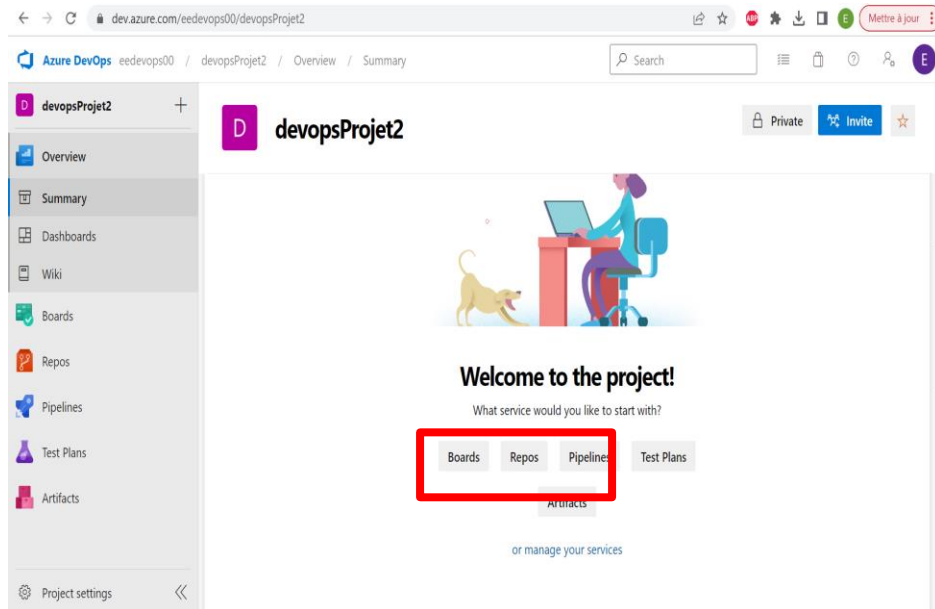 dev.azure.com/eedevops00/devopsProjet2
ABP
E
Mettre à jour
Azure DevOps eedevops00 / devopsProjet2 / Overview / Summary
Search
E
D devopsProjet2 +
D devopsProjet2
Private
Invite
Overview
Summary
Dashboards
Wiki
Boards
Repos
Pipelines
Test Plans
Artifacts
Project settings
Welcome to the project!
What service would you like to start with?
Boards Repos Pipelines Test Plans
Artifacts
or manage your services